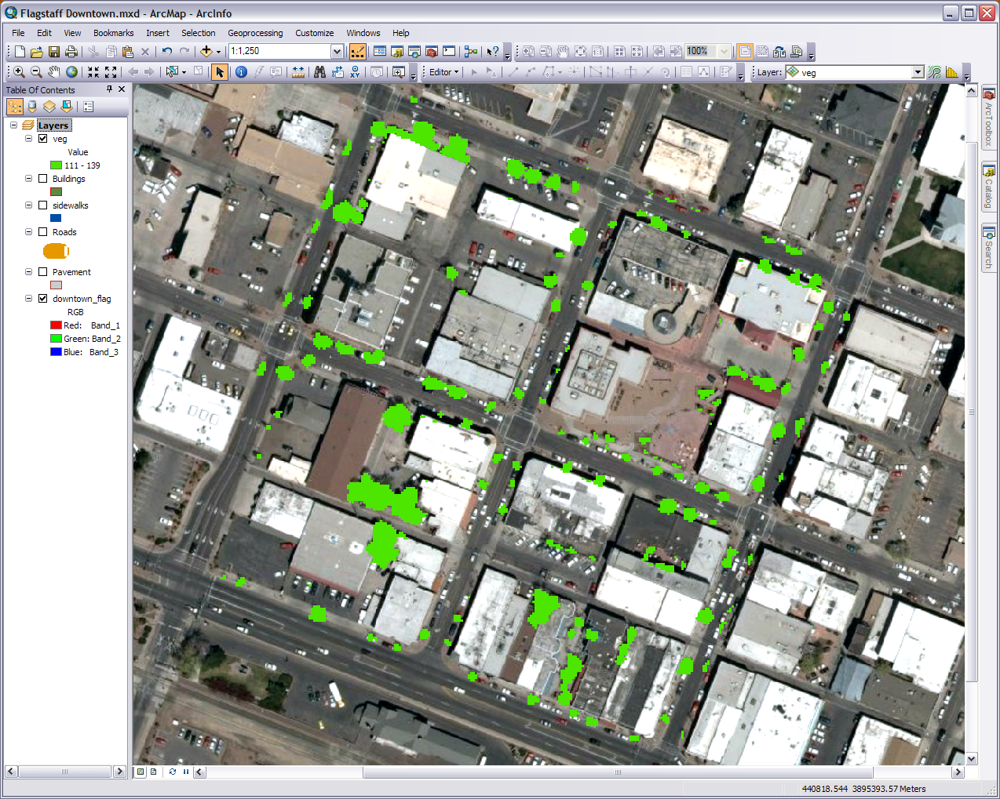 Flagstaff Downtown.mxd - ArcMap - ArcInfo
File Edit View Bookmarks Insert Selection Geoprocessing Customize Windows Help
1:1,250 100%
Editor Layer: veg
Table Of Contents
Layers
veg
Value
111 - 139
Buildings
sidewalks
Roads
Pavement
downtown_flag
RGB
Red: Band_1
Green: Band_2
Blue: Band_3
ArcToolbox
Catalog
Search
440818.544 3895393.57 Meters